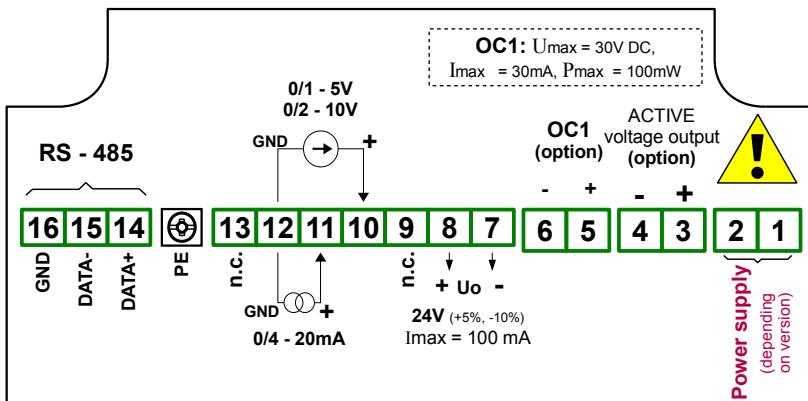 OC1: Umax = 30V DC,
Imax = 30mA, Pmax = 100mW
0/1 - 5V
0/2 - 10V
GND
+
RS - 485
OC1
(option)
- +
ACTIVE
voltage output
(option)
- +
!
16 15 14 13 12 11 10 9 8 7 6 5 4 3 2 1
GND
DATA-
DATA+
PE
n.c.
GND
+
0/4 - 20mA
n.c.
+ Uo -
24V (+5%, -10%)
Imax = 100 mA
Power supply
(depending
on version)